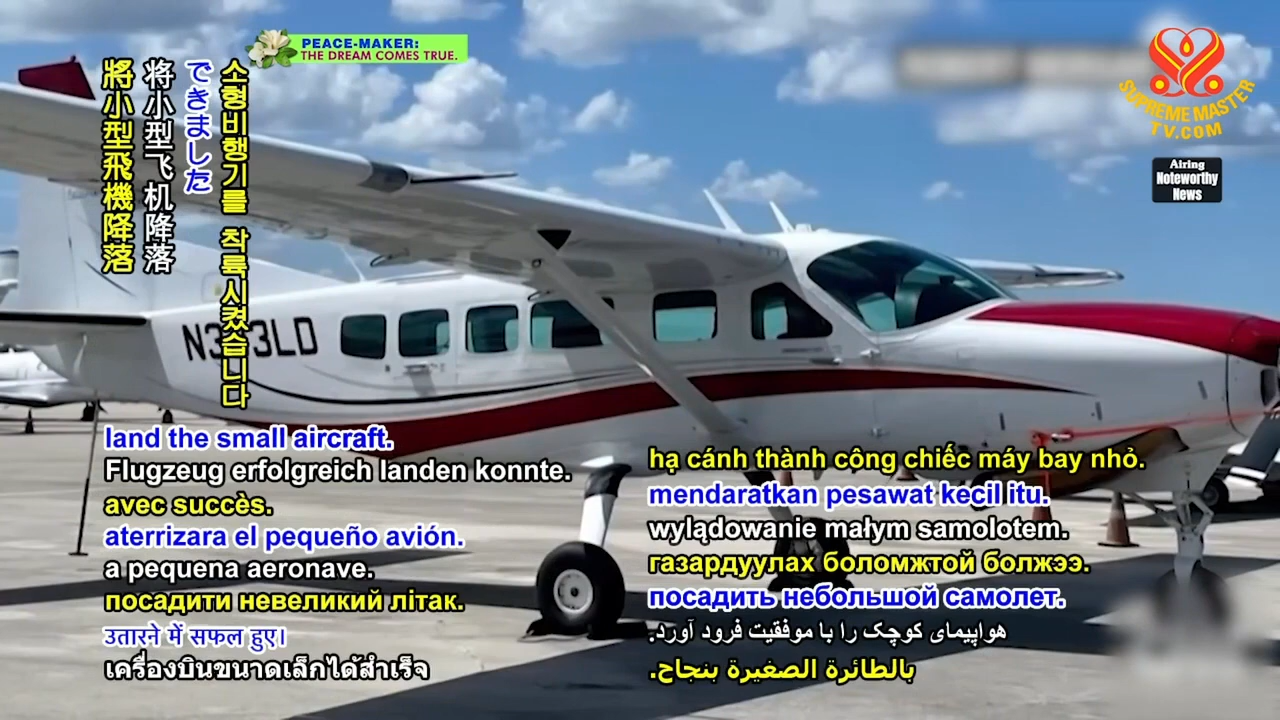 PEACE-MAKER:
THE DREAM COMES TRUE.
SUPREME MASTER
TV.COM
Airing
Noteworthy
News
소형비행기를 착륙시켰습니다
できました
将小型飞机降落
將小型飛機降落
land the small aircraft.
Flugzeug erfolgreich landen konnte.
avec succès.
aterrizara el pequeño avión.
a pequena aeronave.
посадити невеликий літак.
उतारने में सफल हुए।
เครื่องบินขนาดเล็กได้สำเร็จ
hạ cánh thành công chiếc máy bay nhỏ.
mendaratkan pesawat kecil itu.
wylądowanie małym samolotem.
газардуулах боломжтой болжээ.
посадить небольшой самолет.
هواپیمای کوچک را با موفقیت فرود آورد.
بالطائرة الصغيرة بنجاح.